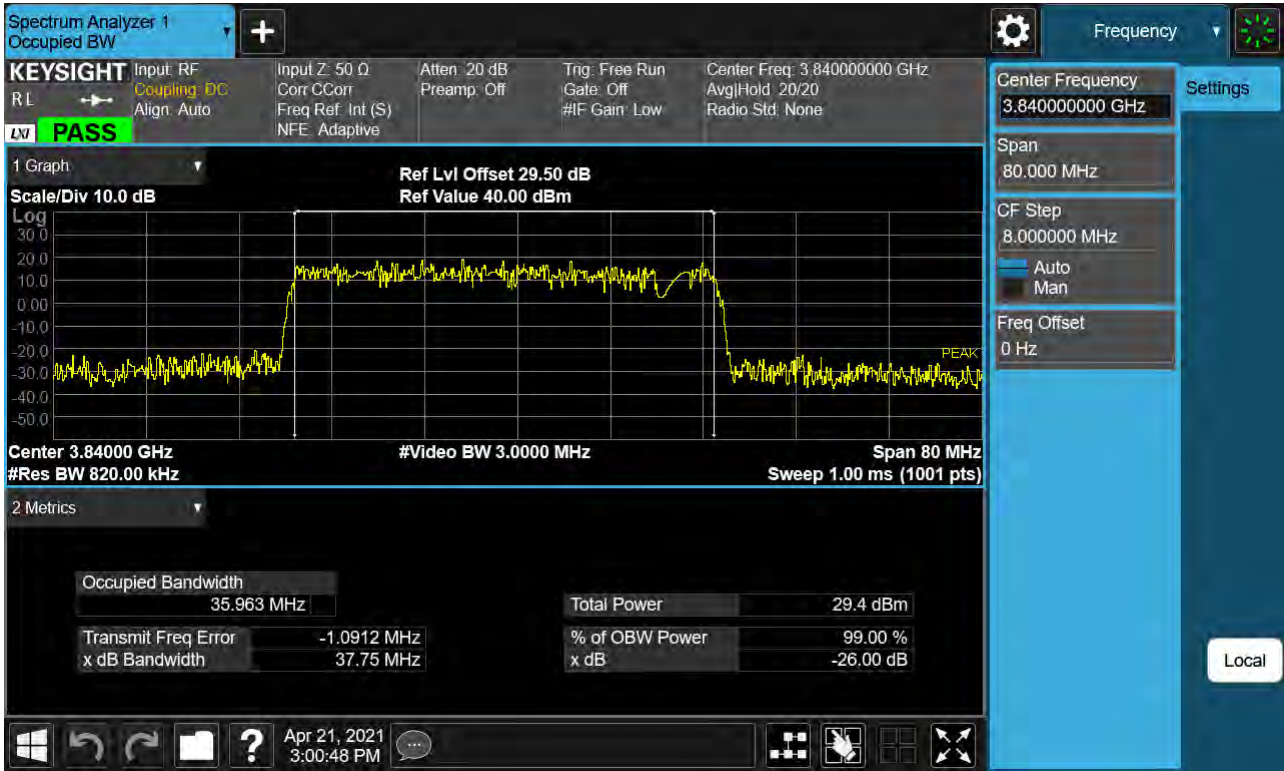 Spectrum Analyzer 1
Occupied BW
+
Frequency
KEYSIGHT
RL
LXI
PASS
Input: RF
Coupling: DC
Align: Auto
Input Z: 50 Ω
Corr CCorr
Freq Ref: Int (S)
NFE: Adaptive
Atten: 20 dB
Preamp: Off
Trig: Free Run
Gate: Off
#IF Gain: Low
Center Freq: 3.840000000 GHz
Avg|Hold: 20/20
Radio Std: None
1 Graph
Scale/Div 10.0 dB
Ref Lvl Offset 29.50 dB
Ref Value 40.00 dBm
Log
30.0
20.0
10.0
0.00
-10.0
-20.0
-30.0
-40.0
-50.0
PEAK
Center 3.84000 GHz
#Res BW 820.00 kHz
#Video BW 3.0000 MHz
Span 80 MHz
Sweep 1.00 ms (1001 pts)
2 Metrics
Occupied Bandwidth
35.963 MHz
Transmit Freq Error -1.0912 MHz
x dB Bandwidth 37.75 MHz
Total Power 29.4 dBm
% of OBW Power 99.00 %
x dB -26.00 dB
Center Frequency
3.840000000 GHz
Span
80.000 MHz
CF Step
8.000000 MHz
Auto
Man
Freq Offset
0 Hz
Settings
Local
?
Apr 21, 2021
3:00:48 PM